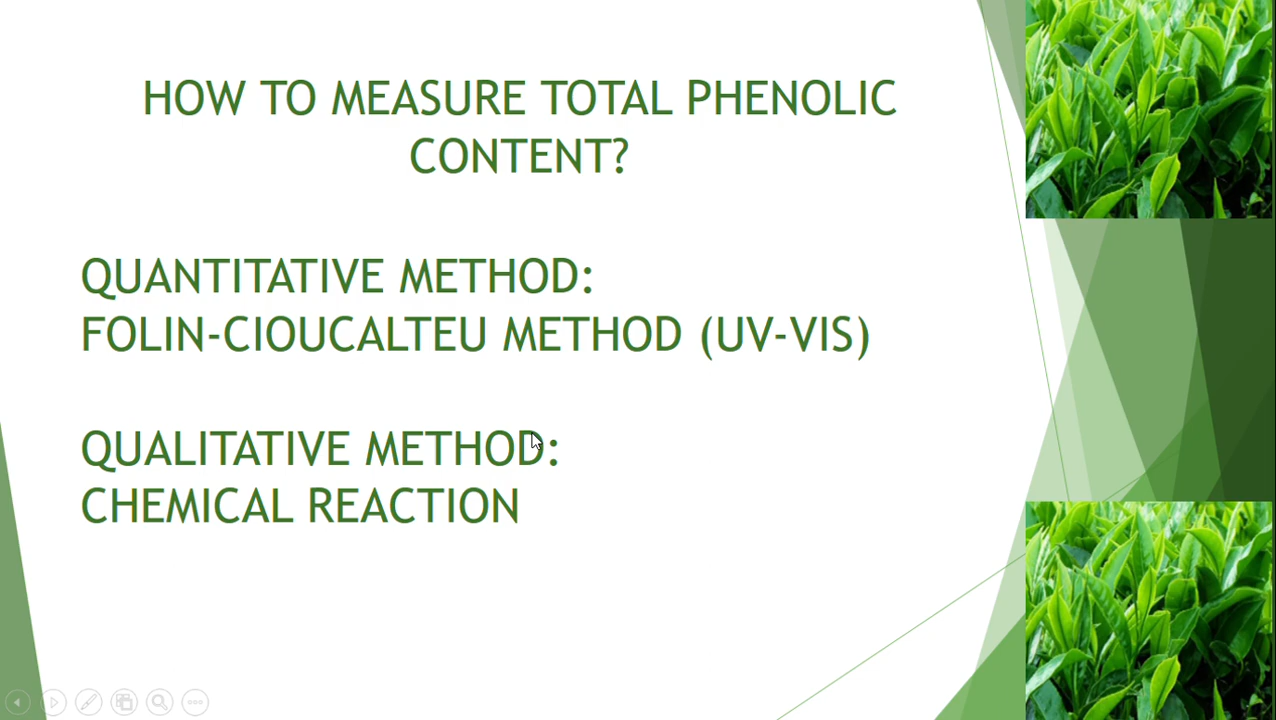 HOW TO MEASURE TOTAL PHENOLIC
CONTENT?
QUANTITATIVE METHOD:
FOLIN-CIOUCALTEU METHOD (UV-VIS)
QUALITATIVE METHOD:
CHEMICAL REACTION